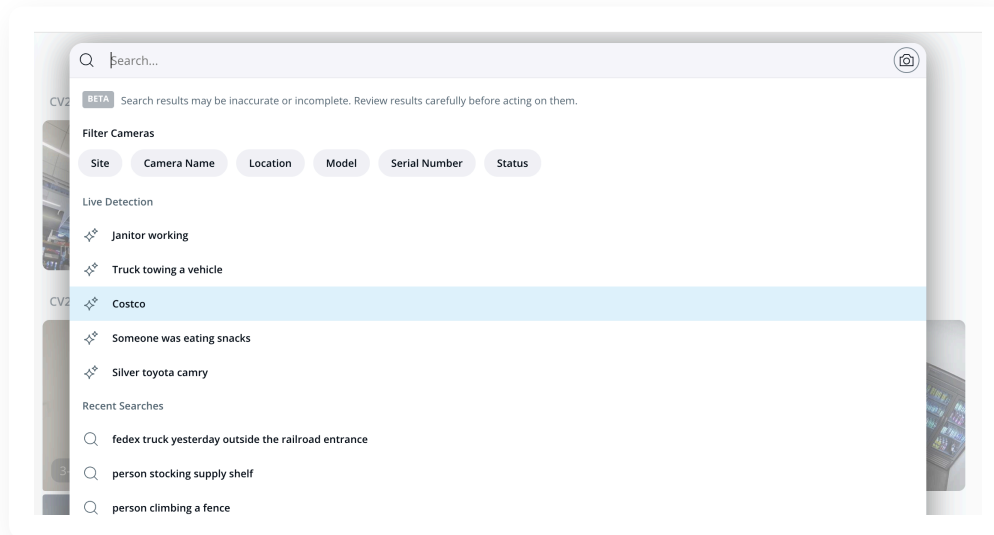 Search...
BETA Search results may be inaccurate or incomplete. Review results carefully before acting on them.
CV2
Filter Cameras
Site Camera Name Location Model Serial Number Status
Live Detection
Janitor working
Truck towing a vehicle
CV2
Costco
Someone was eating snacks
Silver toyota camry
Recent Searches
fedex truck yesterday outside the railroad entrance
3-
person stocking supply shelf
person climbing a fence